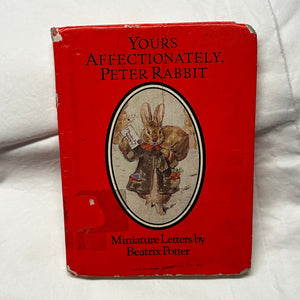 YOURS
AFFECTIONATELY,
PETER RABBIT
Miniature Letters by
Beatrix Potter